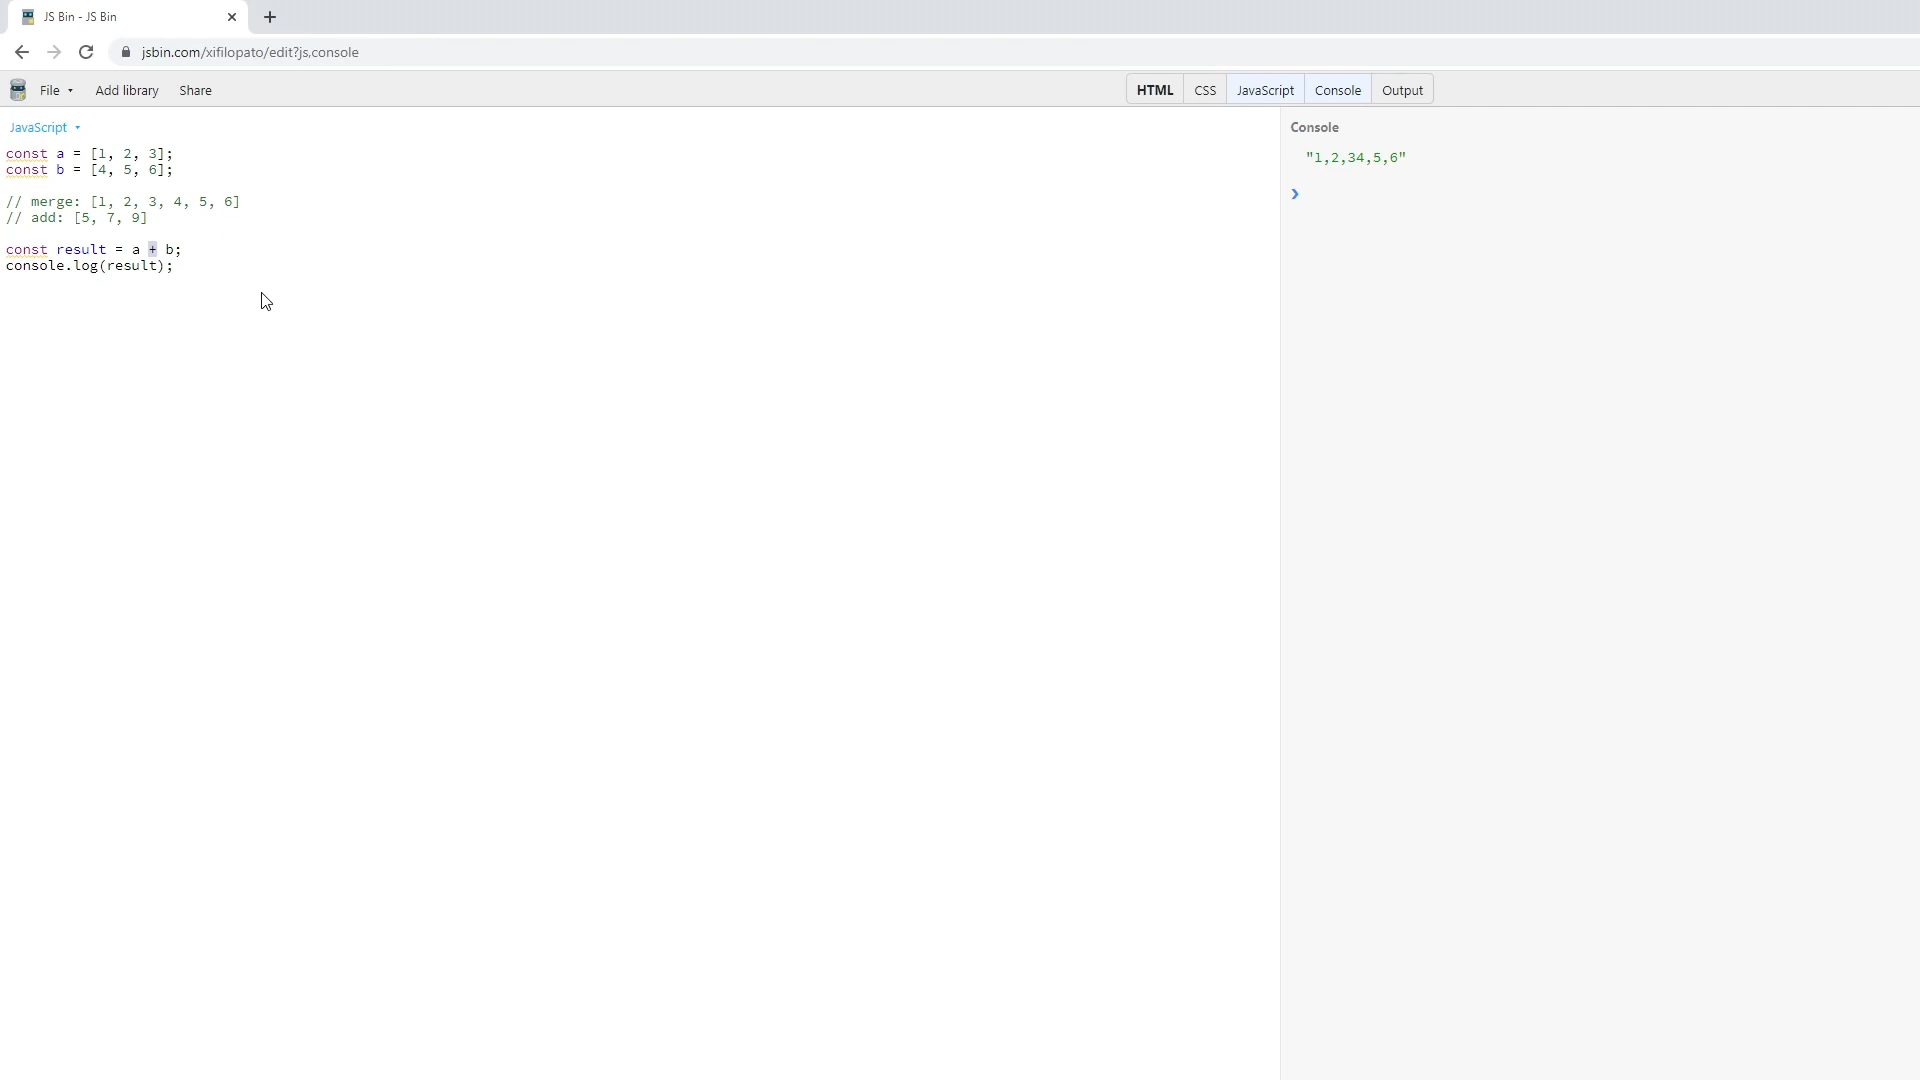 JS Bin - JS Bin
jsbin.com/xifilopato/edit?js,console
File Add library Share HTML CSS JavaScript Console Output
JavaScript
const a = [1, 2, 3];
const b = [4, 5, 6];
// merge: [1, 2, 3, 4, 5, 6]
// add: [5, 7, 9]
const result = a + b;
console.log(result);
Console
"1,2,34,5,6"